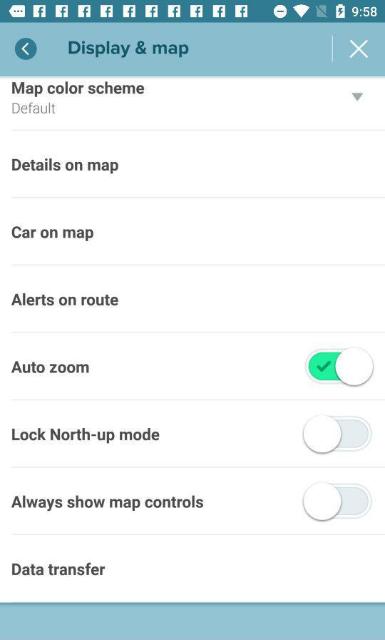 9:58
Display & map
Map color scheme
Default
Details on map
Car on map
Alerts on route
Auto zoom
Lock North-up mode
Always show map controls
Data transfer